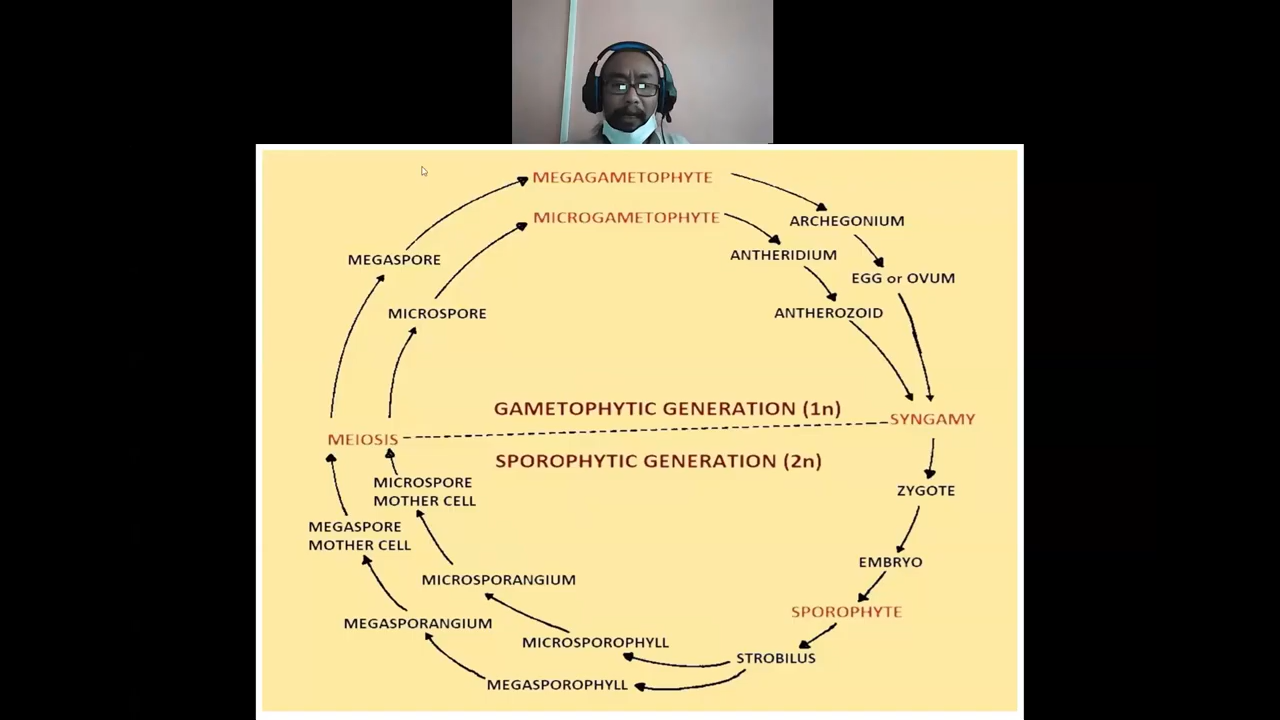 MEGAGAMETOPHYTE
MICROGAMETOPHYTE
ARCHEGONIUM
ANTHERIDIUM
MEGASPORE
EGG or OVUM
MICROSPORE
ANTHEROZOID
GAMETOPHYTIC GENERATION (1n)
SYNGAMY
MEIOSIS
SPOROPHYTIC GENERATION (2n)
MICROSPORE
MOTHER CELL
ZYGOTE
MEGASPORE
MOTHER CELL
EMBRYO
MICROSPORANGIUM
SPOROPHYTE
MEGASPORANGIUM
MICROSPOROPHYLL
STROBILUS
MEGASPOROPHYLL